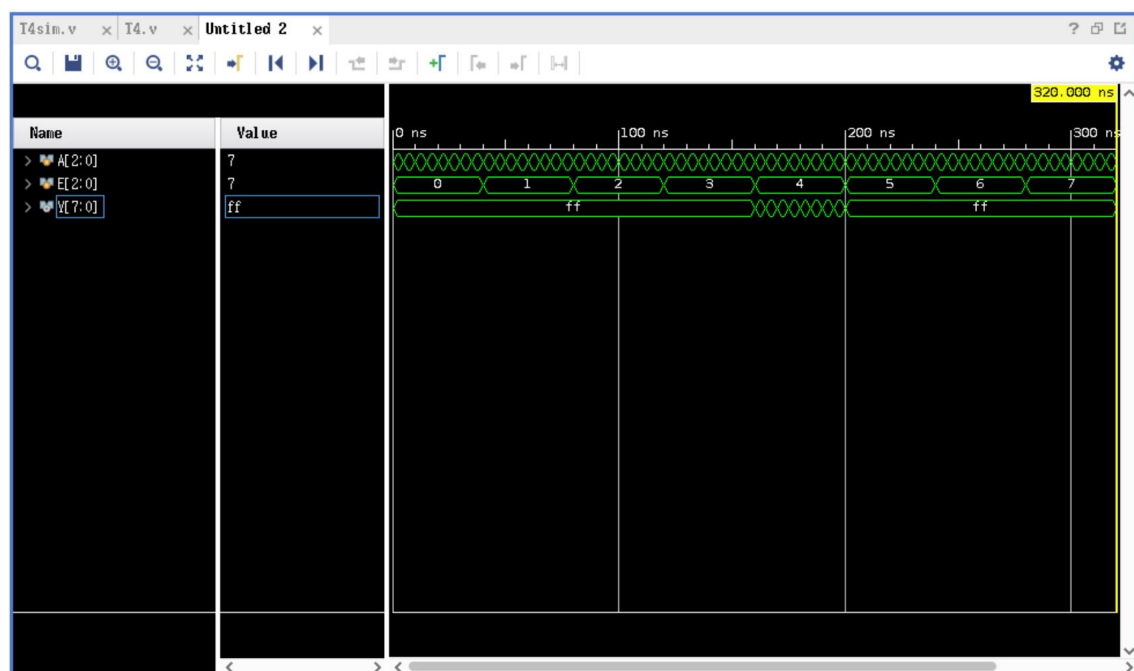 T4sim.v × T4.v × Untitled 2 × ?
320.000 ns
Name Value 0 ns 100 ns 200 ns 300 ns
> A[2:0] 7
> E[2:0] 7 0 1 2 3 4 5 6 7
> Y[7:0] ff ff ff